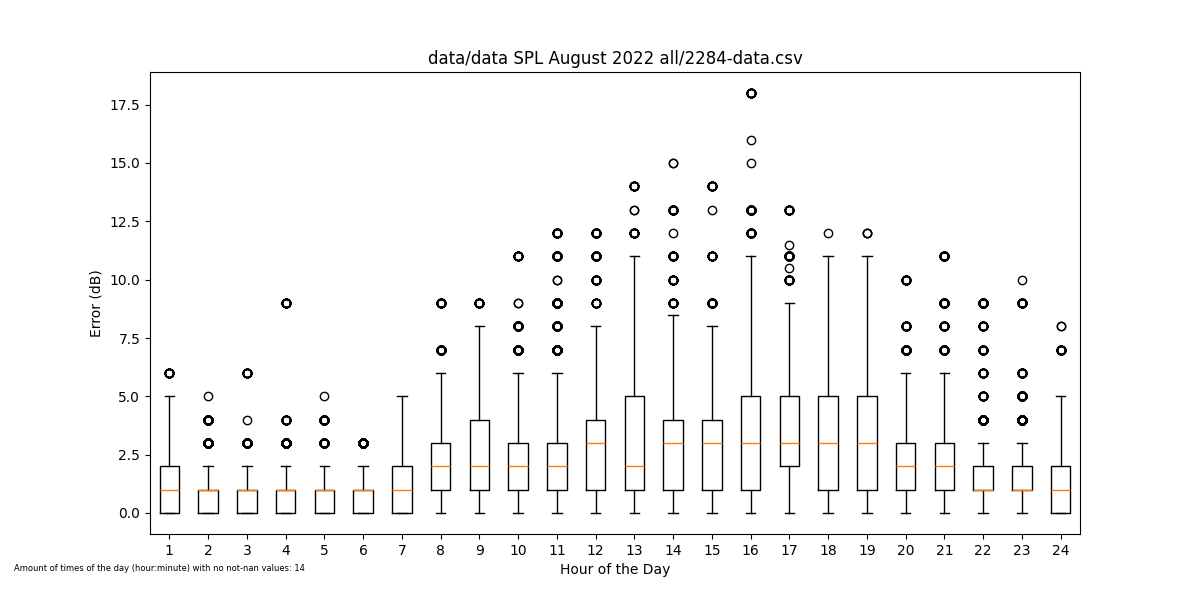 data/data SPL August 2022 all/2284-data.csv
17.5
15.0
12.5
10.0
7.5
5.0
2.5
0.0
Error (dB)
1 2 3 4 5 6 7 8 9 10 11 12 13 14 15 16 17 18 19 20 21 22 23 24
Hour of the Day
Amount of times of the day (hour:minute) with no not-nan values: 14